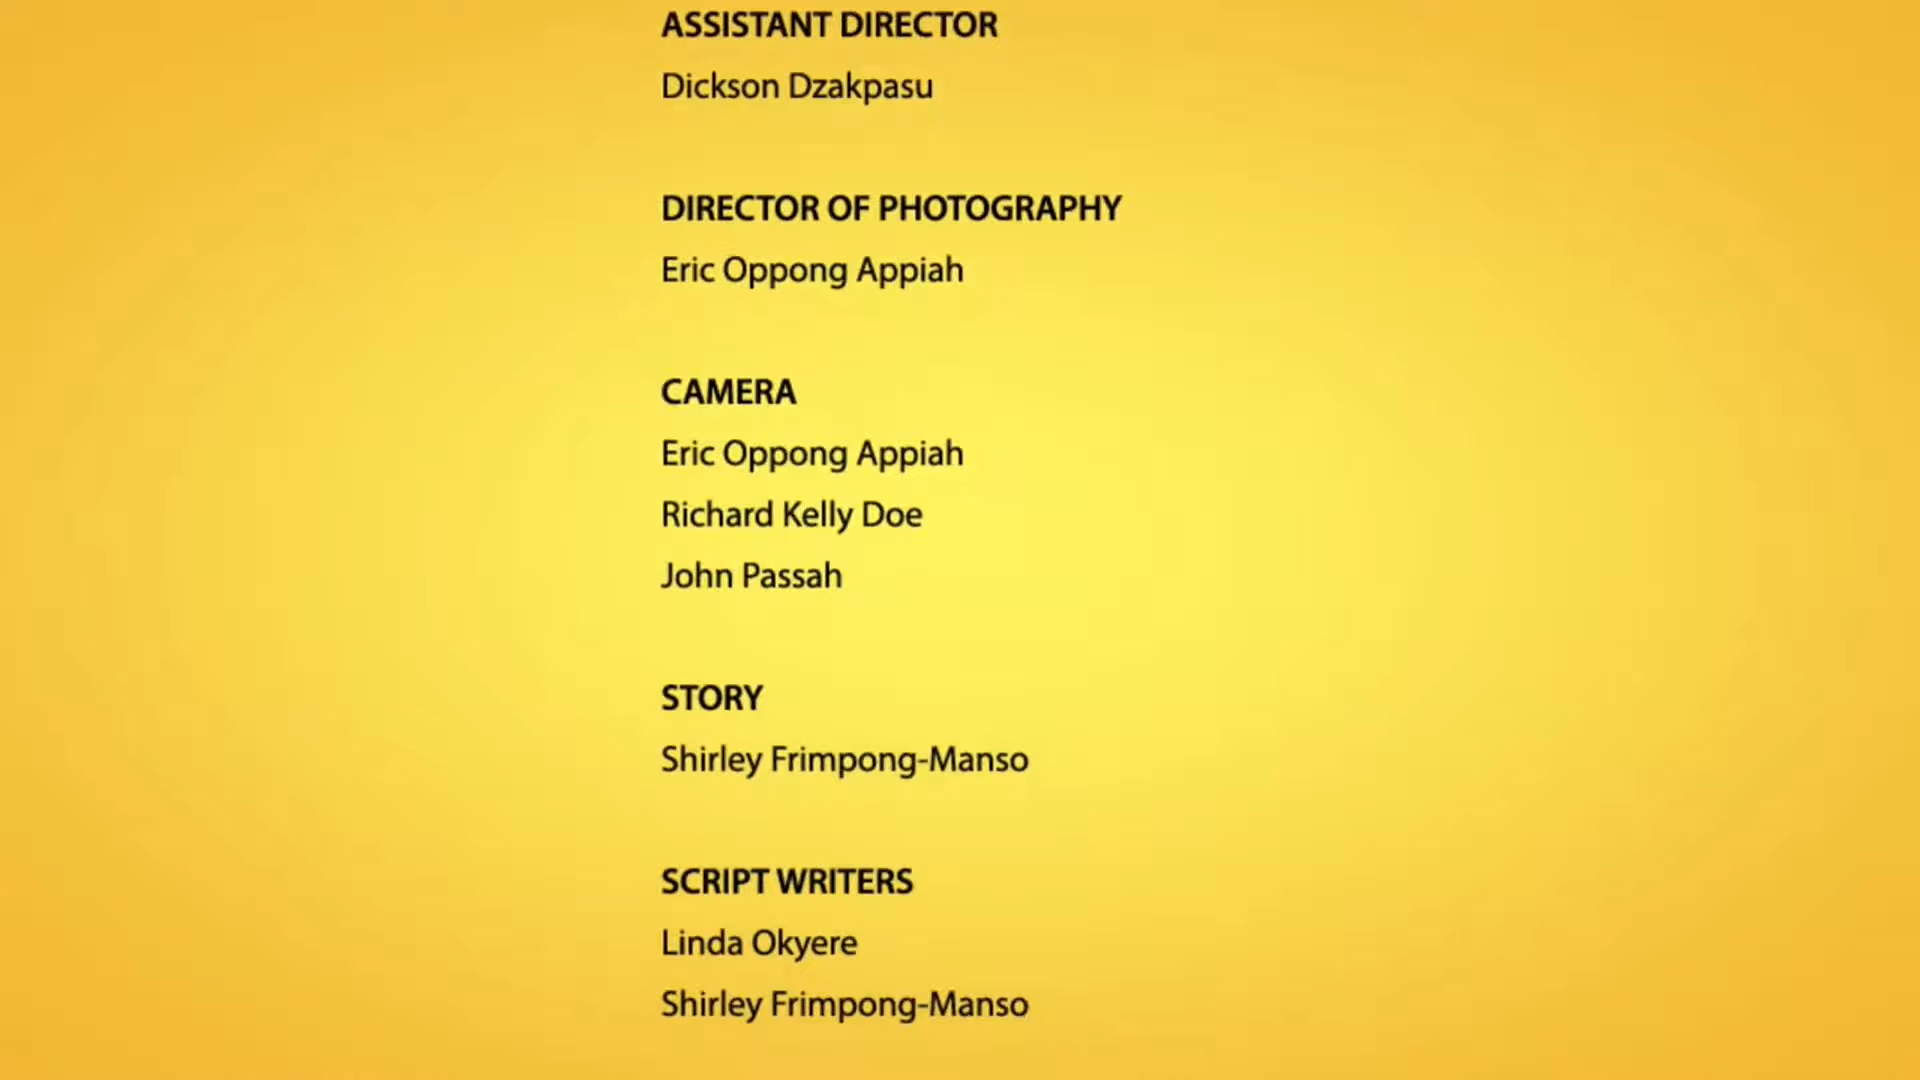 ASSISTANT DIRECTOR
Dickson Dzakpasu
DIRECTOR OF PHOTOGRAPHY
Eric Oppong Appiah
CAMERA
Eric Oppong Appiah
Richard Kelly Doe
John Passah
STORY
Shirley Frimpong-Manso
SCRIPT WRITERS
Linda Okyere
Shirley Frimpong-Manso